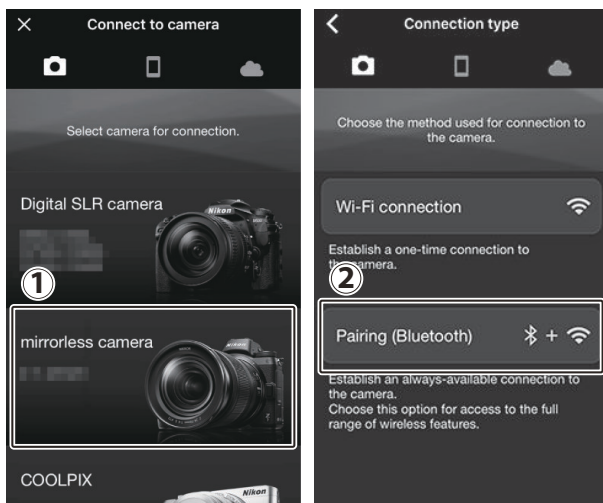 Connect to camera
Select camera for connection.
Digital SLR camera
Nikon
1
mirrorless camera
COOLPIX
Nikon
Connection type
Choose the method used for connection to
the camera.
Wi-Fi connection
Establish a one-time connection to
the camera.
2
Pairing (Bluetooth)
+
Establish an always-available connection to
the camera.
Choose this option for access to the full
range of wireless features.